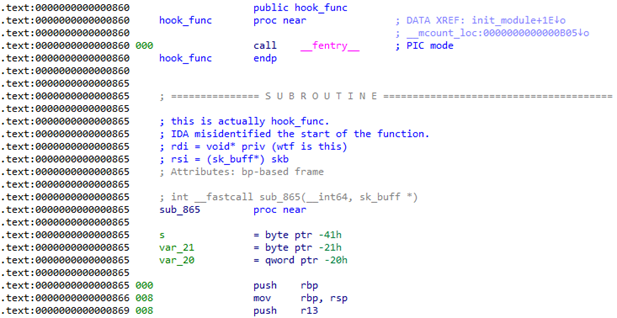 .text:0000000000000860 public hook_func
.text:0000000000000860 hook_func proc near ; DATA XREF: init_module+1E↓o
.text:0000000000000860 ; __mcount_loc:0000000000000B05↓o
.text:0000000000000860 000 call __fentry__ ; PIC mode
.text:0000000000000860 hook_func endp
.text:0000000000000860
.text:0000000000000865
.text:0000000000000865 ; =============== S U B R O U T I N E =======================================
.text:0000000000000865
.text:0000000000000865 ; this is actually hook_func.
.text:0000000000000865 ; IDA misidentified the start of the function.
.text:0000000000000865 ; rdi = void* priv (wtf is this)
.text:0000000000000865 ; rsi = (sk_buff*) skb
.text:0000000000000865 ; Attributes: bp-based frame
.text:0000000000000865
.text:0000000000000865 ; int __fastcall sub_865(__int64, sk_buff *)
.text:0000000000000865 sub_865 proc near
.text:0000000000000865
.text:0000000000000865 s = byte ptr -41h
.text:0000000000000865 var_21 = byte ptr -21h
.text:0000000000000865 var_20 = qword ptr -20h
.text:0000000000000865
.text:0000000000000865 000 push rbp
.text:0000000000000866 008 mov rbp, rsp
.text:0000000000000869 008 push r13